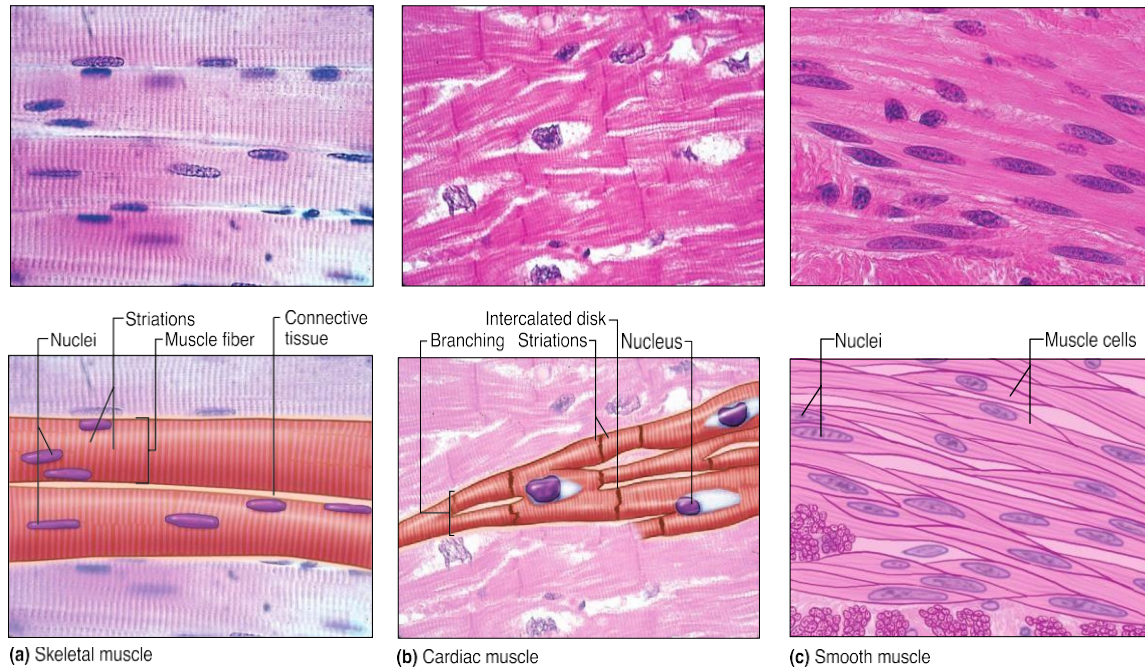 Striations
Nuclei
Muscle fiber
Connective
tissue
Intercalated disk
Branching
Striations
Nucleus
Nuclei
Muscle cells
(a) Skeletal muscle
(b) Cardiac muscle
(c) Smooth muscle